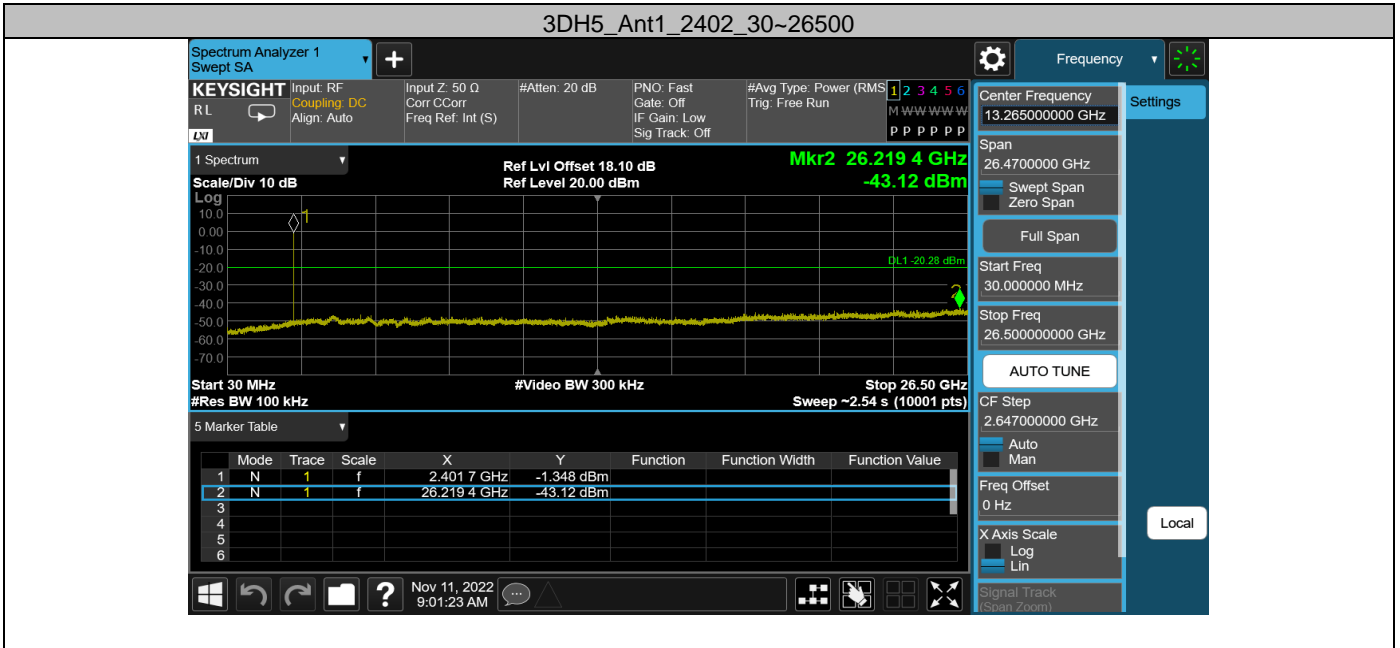 3DH5_Ant1_2402_30~26500
Spectrum Analyzer 1
Swept SA
+
Frequency
KEYSIGHT
R L
LXI
Input: RF
Coupling: DC
Align: Auto
Input Z: 50 Ω
Corr CCorr
Freq Ref: Int (S)
#Atten: 20 dB
PNO: Fast
Gate: Off
IF Gain: Low
Sig Track: Off
#Avg Type: Power (RMS
Trig: Free Run
1 2 3 4 5 6
M W W W W W
P P P P P P
1 Spectrum
Scale/Div 10 dB
Ref Lvl Offset 18.10 dB
Ref Level 20.00 dBm
Mkr2 26.219 4 GHz
-43.12 dBm
Log
10.0
0.00
-10.0
-20.0
-30.0
-40.0
-50.0
-60.0
-70.0
1
DL1 -20.28 dBm
2
Start 30 MHz
#Video BW 300 kHz
Stop 26.50 GHz
#Res BW 100 kHz
Sweep ~2.54 s (10001 pts)
5 Marker Table
Mode Trace Scale X Y Function Function Width Function Value
1 N 1 f 2.401 7 GHz -1.348 dBm
2 N 1 f 26.219 4 GHz -43.12 dBm
3
4
5
6
?
Nov 11, 2022
9:01:23 AM
Center Frequency
13.265000000 GHz
Settings
Span
26.4700000 GHz
Swept Span
Zero Span
Full Span
Start Freq
30.000000 MHz
Stop Freq
26.500000000 GHz
AUTO TUNE
CF Step
2.647000000 GHz
Auto
Man
Freq Offset
0 Hz
Local
X Axis Scale
Log
Lin
Signal Track
(Span Zoom)